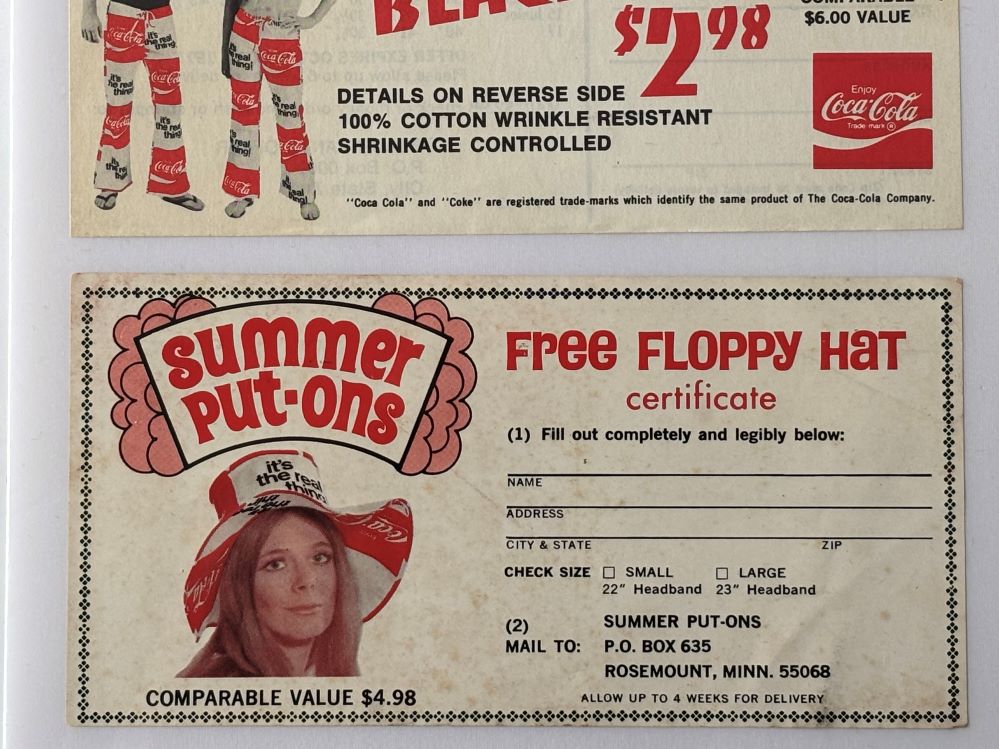 $2.98
$6.00 VALUE
DETAILS ON REVERSE SIDE
100% COTTON WRINKLE RESISTANT
SHRINKAGE CONTROLLED
Enjoy
Coca-Cola
Trade mark ®
"Coca Cola" and "Coke" are registered trade-marks which identify the same product of The Coca-Cola Company.
summer
put-ons
it's
the real
thing
Coca-Cola
COMPARABLE VALUE $4.98
Free FLOPPY Hat
certificate
(1) Fill out completely and legibly below:
NAME
ADDRESS
CITY & STATE ZIP
CHECK SIZE ☐ SMALL ☐ LARGE
22" Headband 23" Headband
(2) SUMMER PUT-ONS
MAIL TO: P.O. BOX 635
ROSEMOUNT, MINN. 55068
ALLOW UP TO 4 WEEKS FOR DELIVERY